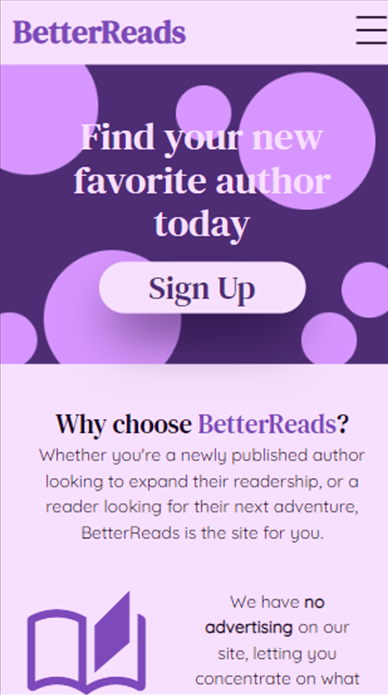 BetterReads
Find your new
favorite author
today
Sign Up
Why choose BetterReads?
Whether you're a newly published author
looking to expand their readership, or a
reader looking for their next adventure,
BetterReads is the site for you.
We have no
advertising on our
site, letting you
concentrate on what